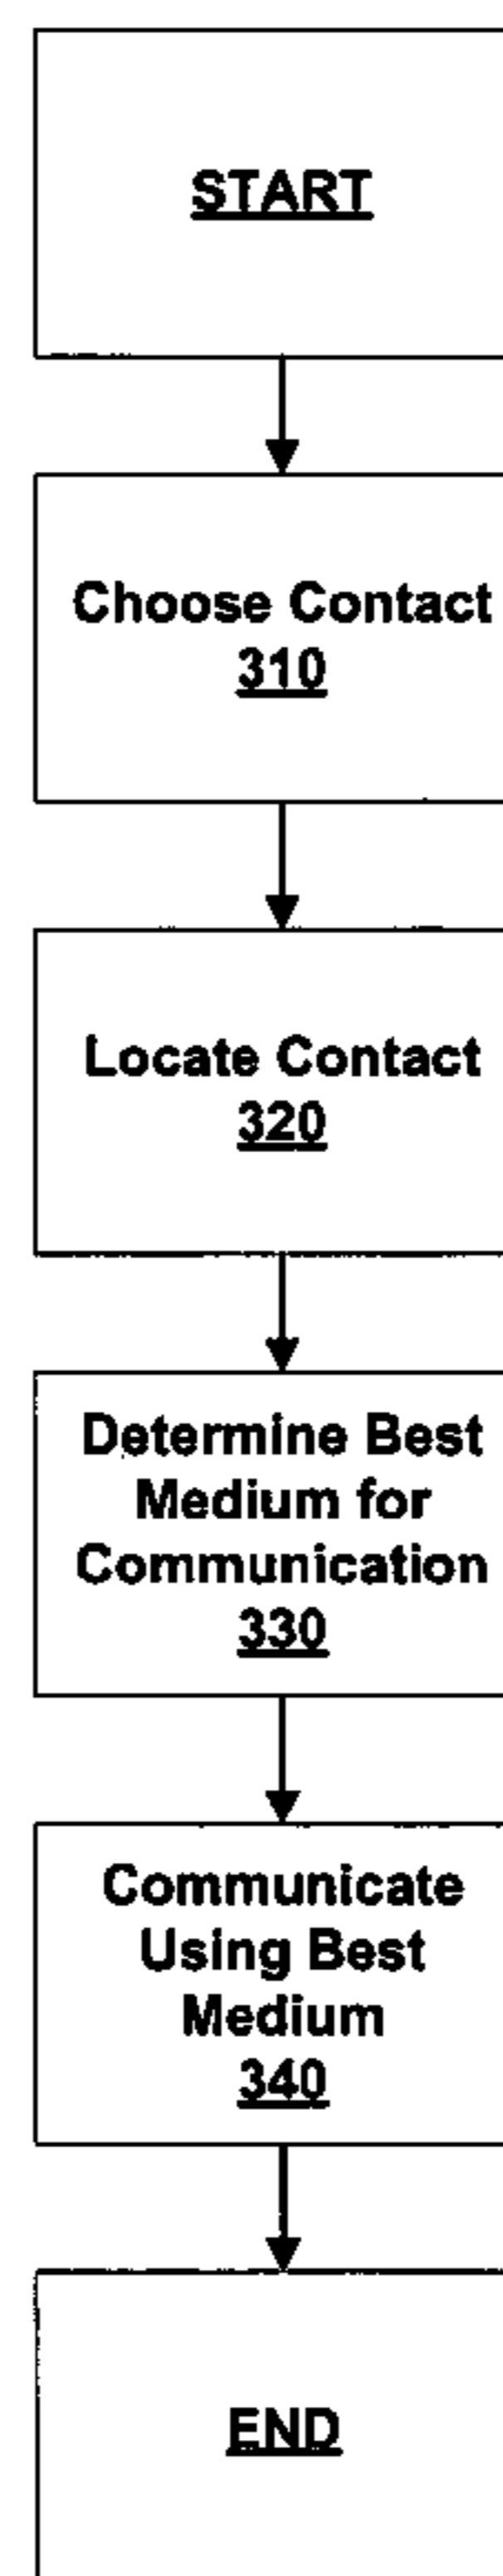 START
Choose Contact
310
Locate Contact
320
Determine Best
Medium for
Communication
330
Communicate
Using Best
Medium
340
END